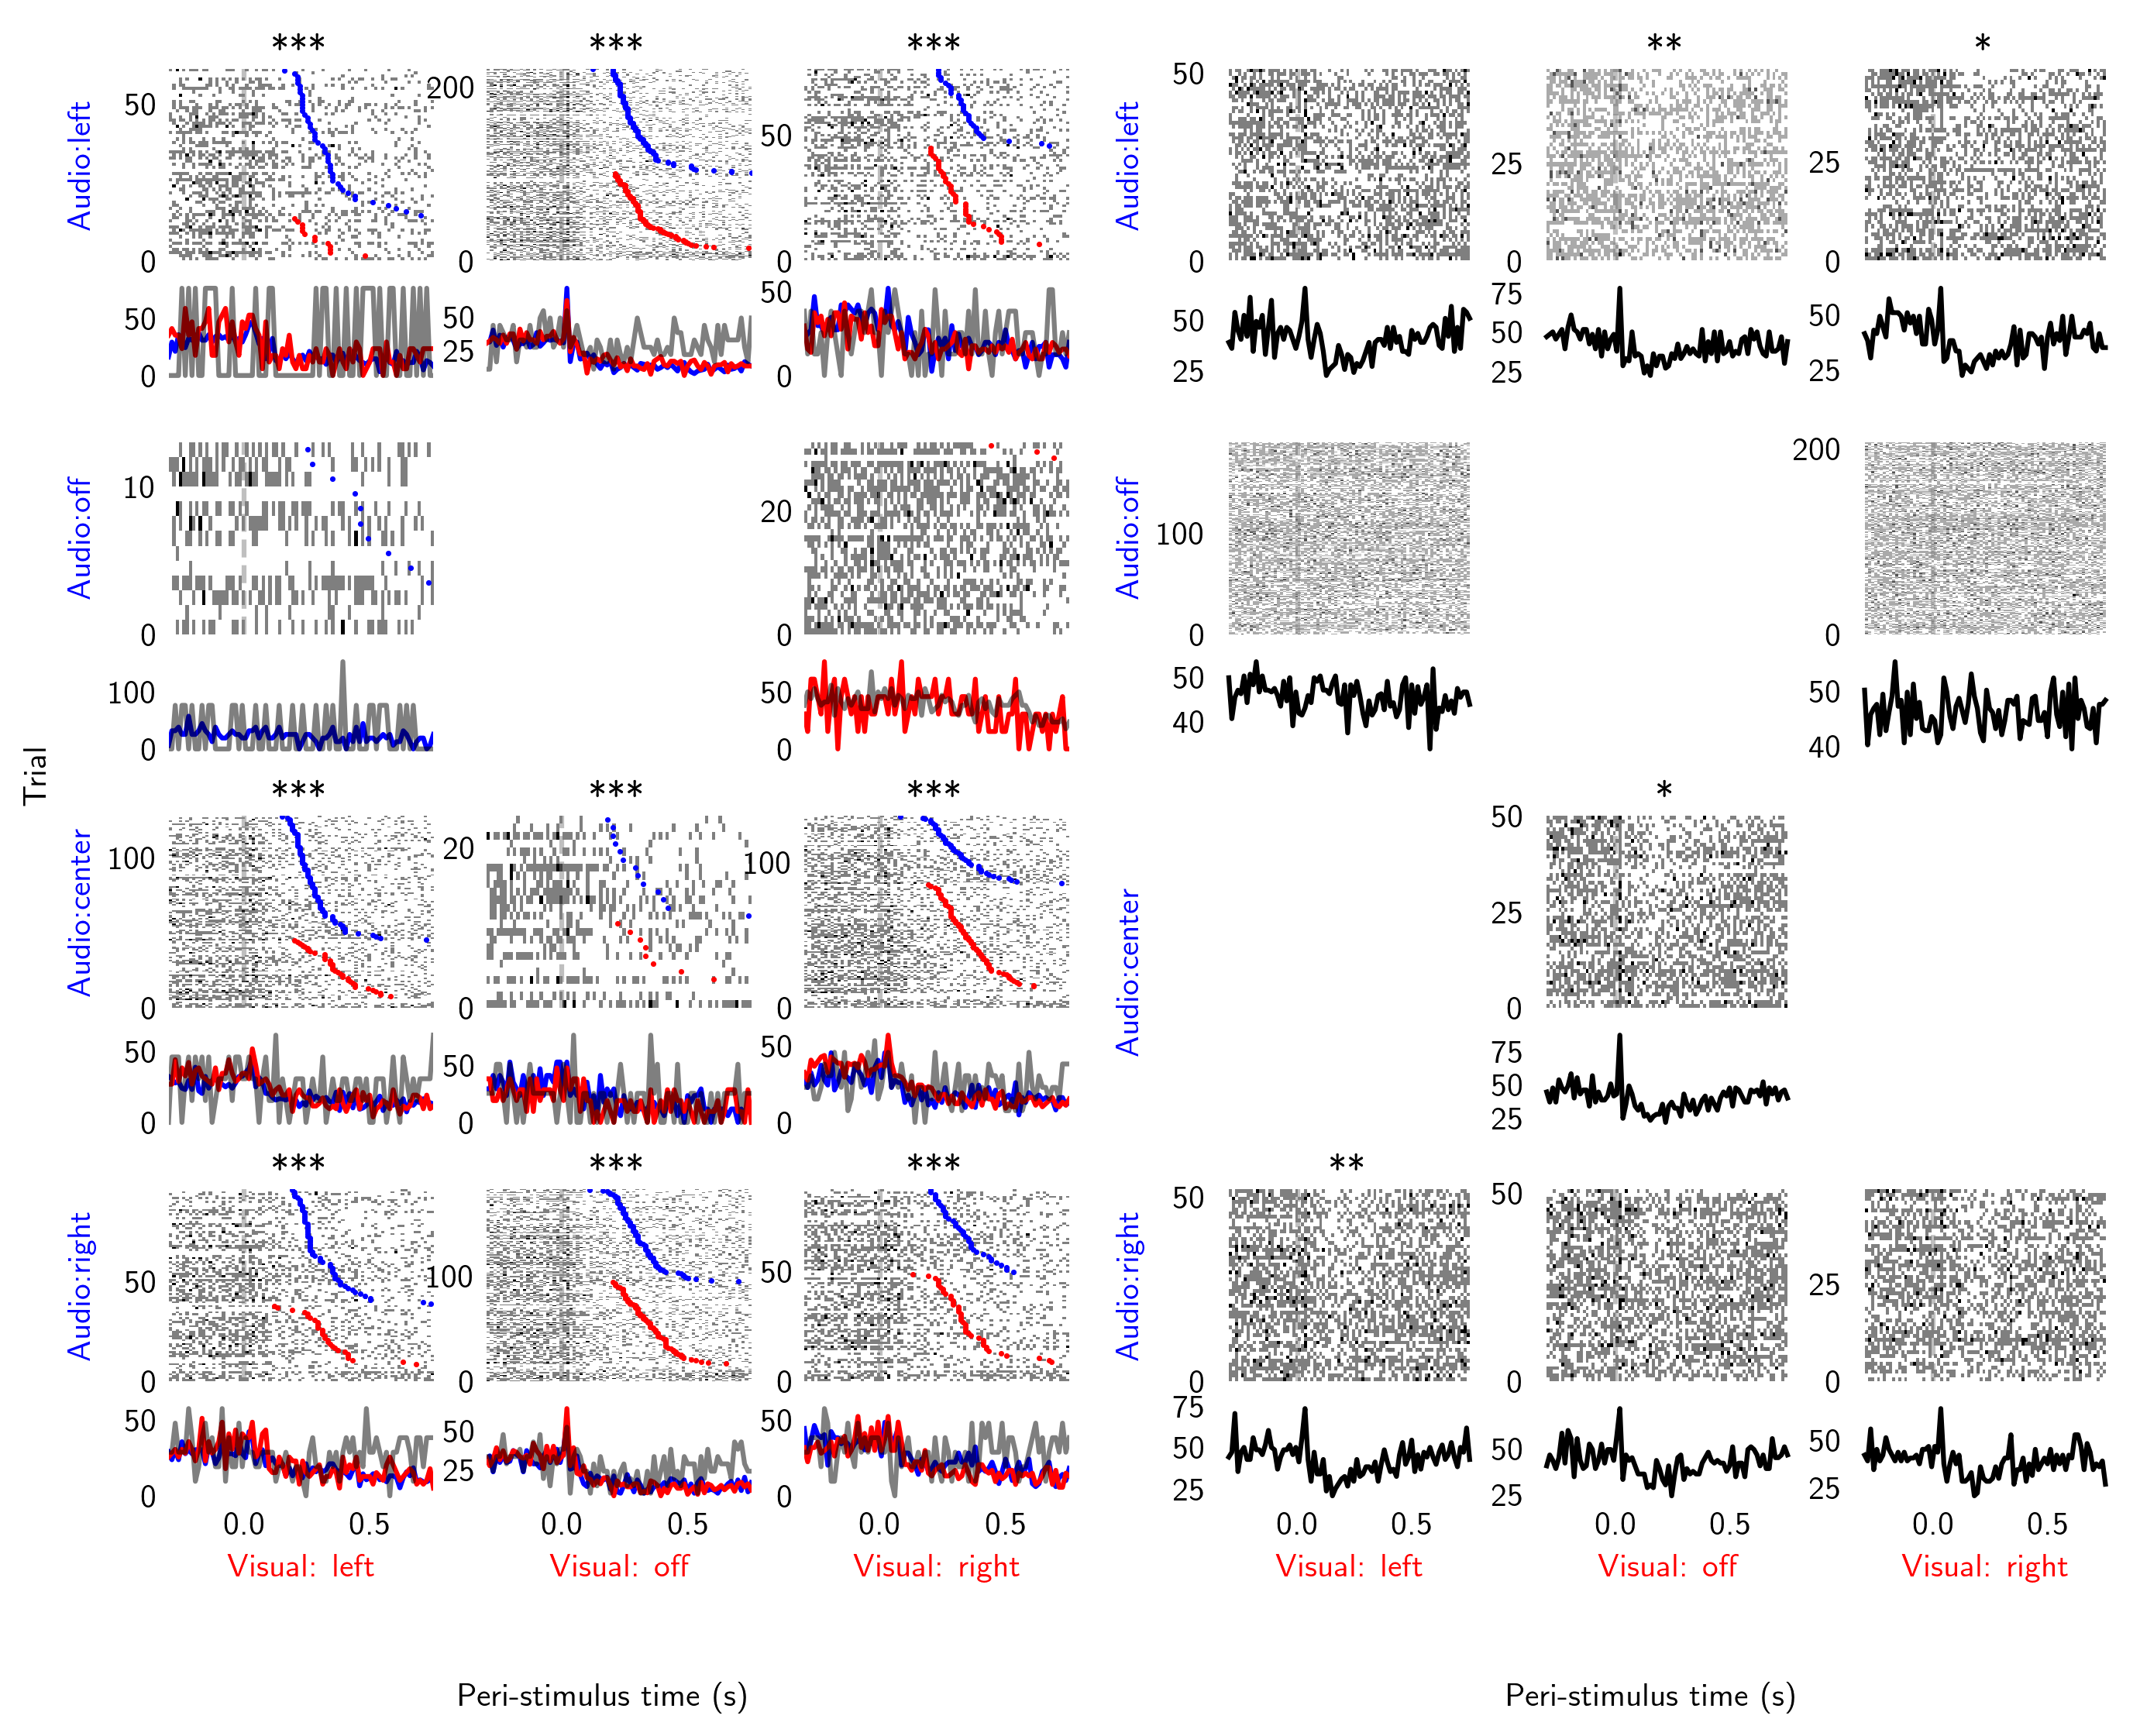 *** *** *** ** *
Audio:left 50 0 200 0 50 0 Audio:left 50 0 25 0 25 0
50 0 50 25 50 0 50 25 75 50 25 50 25
Audio:off 10 0 20 0 Audio:off 100 0 200 0
100 0 50 0 50 40 50 40
Trial
*** *** *** *
Audio:center 100 0 20 0 100 0 Audio:center 50 25 0
50 0 50 0 50 0 75 50 25
*** *** *** **
Audio:right 50 0 100 0 50 0 Audio:right 50 0 50 0 25 0
50 0 50 25 50 0 75 50 25 50 25 50 25
0.0 0.5 0.0 0.5 0.0 0.5 0.0 0.5 0.0 0.5 0.0 0.5
Visual: left Visual: off Visual: right Visual: left Visual: off Visual: right
Peri-stimulus time (s) Peri-stimulus time (s)